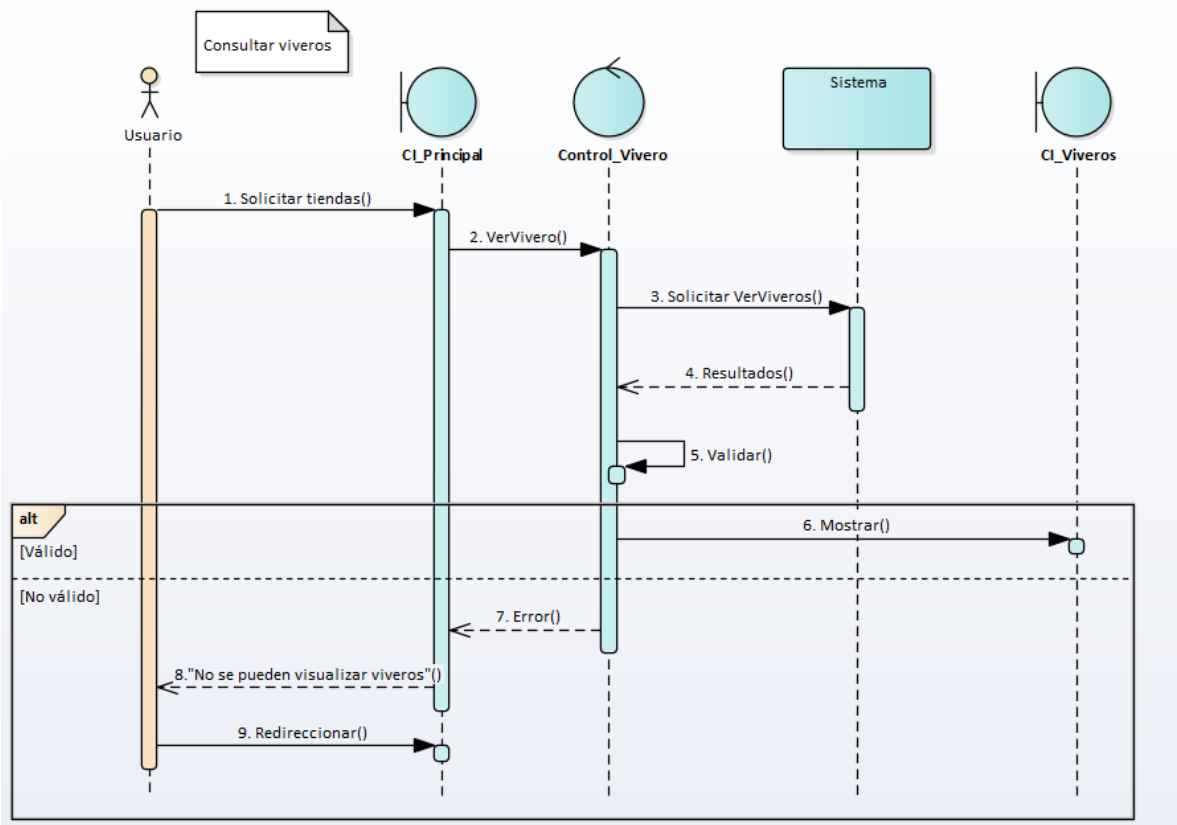 Consultar viveros
Usuario
CI_Principal
Control_Vivero
Sistema
CI_Viveros
1. Solicitar tiendas()
2. VerVivero()
3. Solicitar VerViveros()
4. Resultados()
5. Validar()
alt
6. Mostrar()
[Válido]
[No válido]
7. Error()
8."No se pueden visualizar viveros"()
9. Redireccionar()